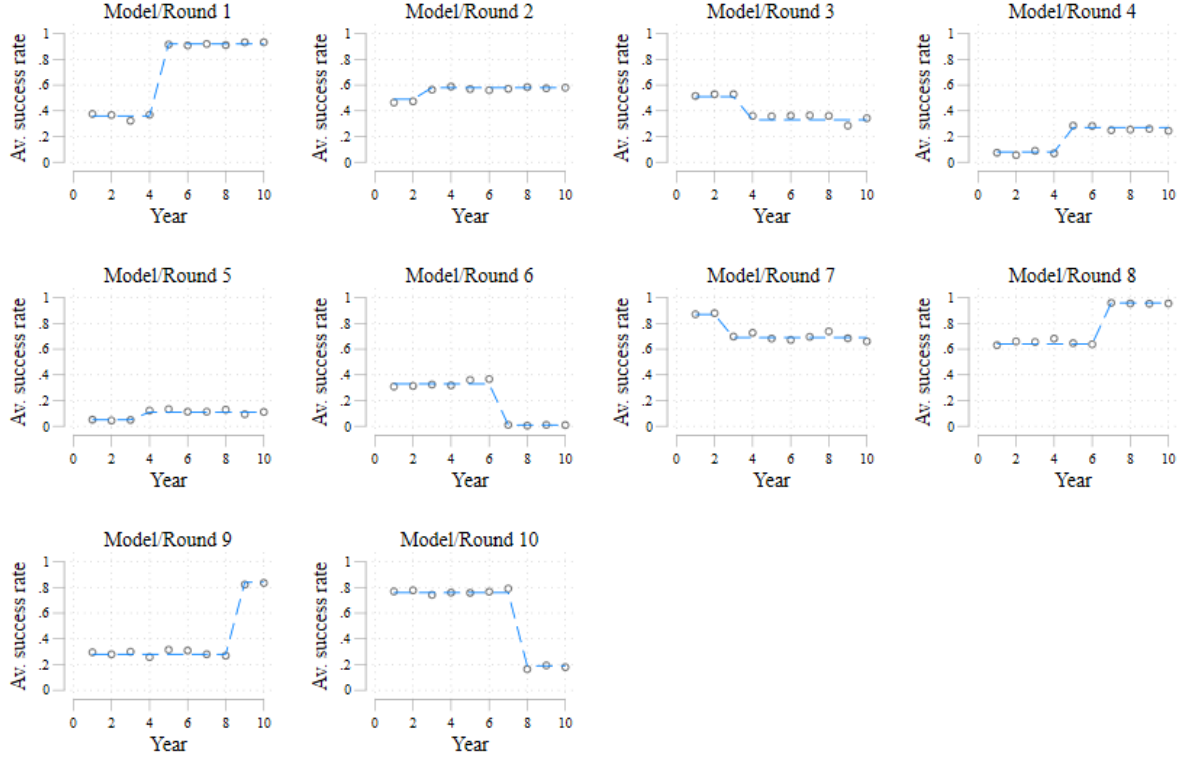 Model/Round 1
Av. success rate
1
.8
.6
.4
.2
0
0 2 4 6 8 10
Year
Model/Round 2
Av. success rate
1
.8
.6
.4
.2
0
0 2 4 6 8 10
Year
Model/Round 3
Av. success rate
1
.8
.6
.4
.2
0
0 2 4 6 8 10
Year
Model/Round 4
Av. success rate
1
.8
.6
.4
.2
0
0 2 4 6 8 10
Year
Model/Round 5
Av. success rate
1
.8
.6
.4
.2
0
0 2 4 6 8 10
Year
Model/Round 6
Av. success rate
1
.8
.6
.4
.2
0
0 2 4 6 8 10
Year
Model/Round 7
Av. success rate
1
.8
.6
.4
.2
0
0 2 4 6 8 10
Year
Model/Round 8
Av. success rate
1
.8
.6
.4
.2
0
0 2 4 6 8 10
Year
Model/Round 9
Av. success rate
1
.8
.6
.4
.2
0
0 2 4 6 8 10
Year
Model/Round 10
Av. success rate
1
.8
.6
.4
.2
0
0 2 4 6 8 10
Year